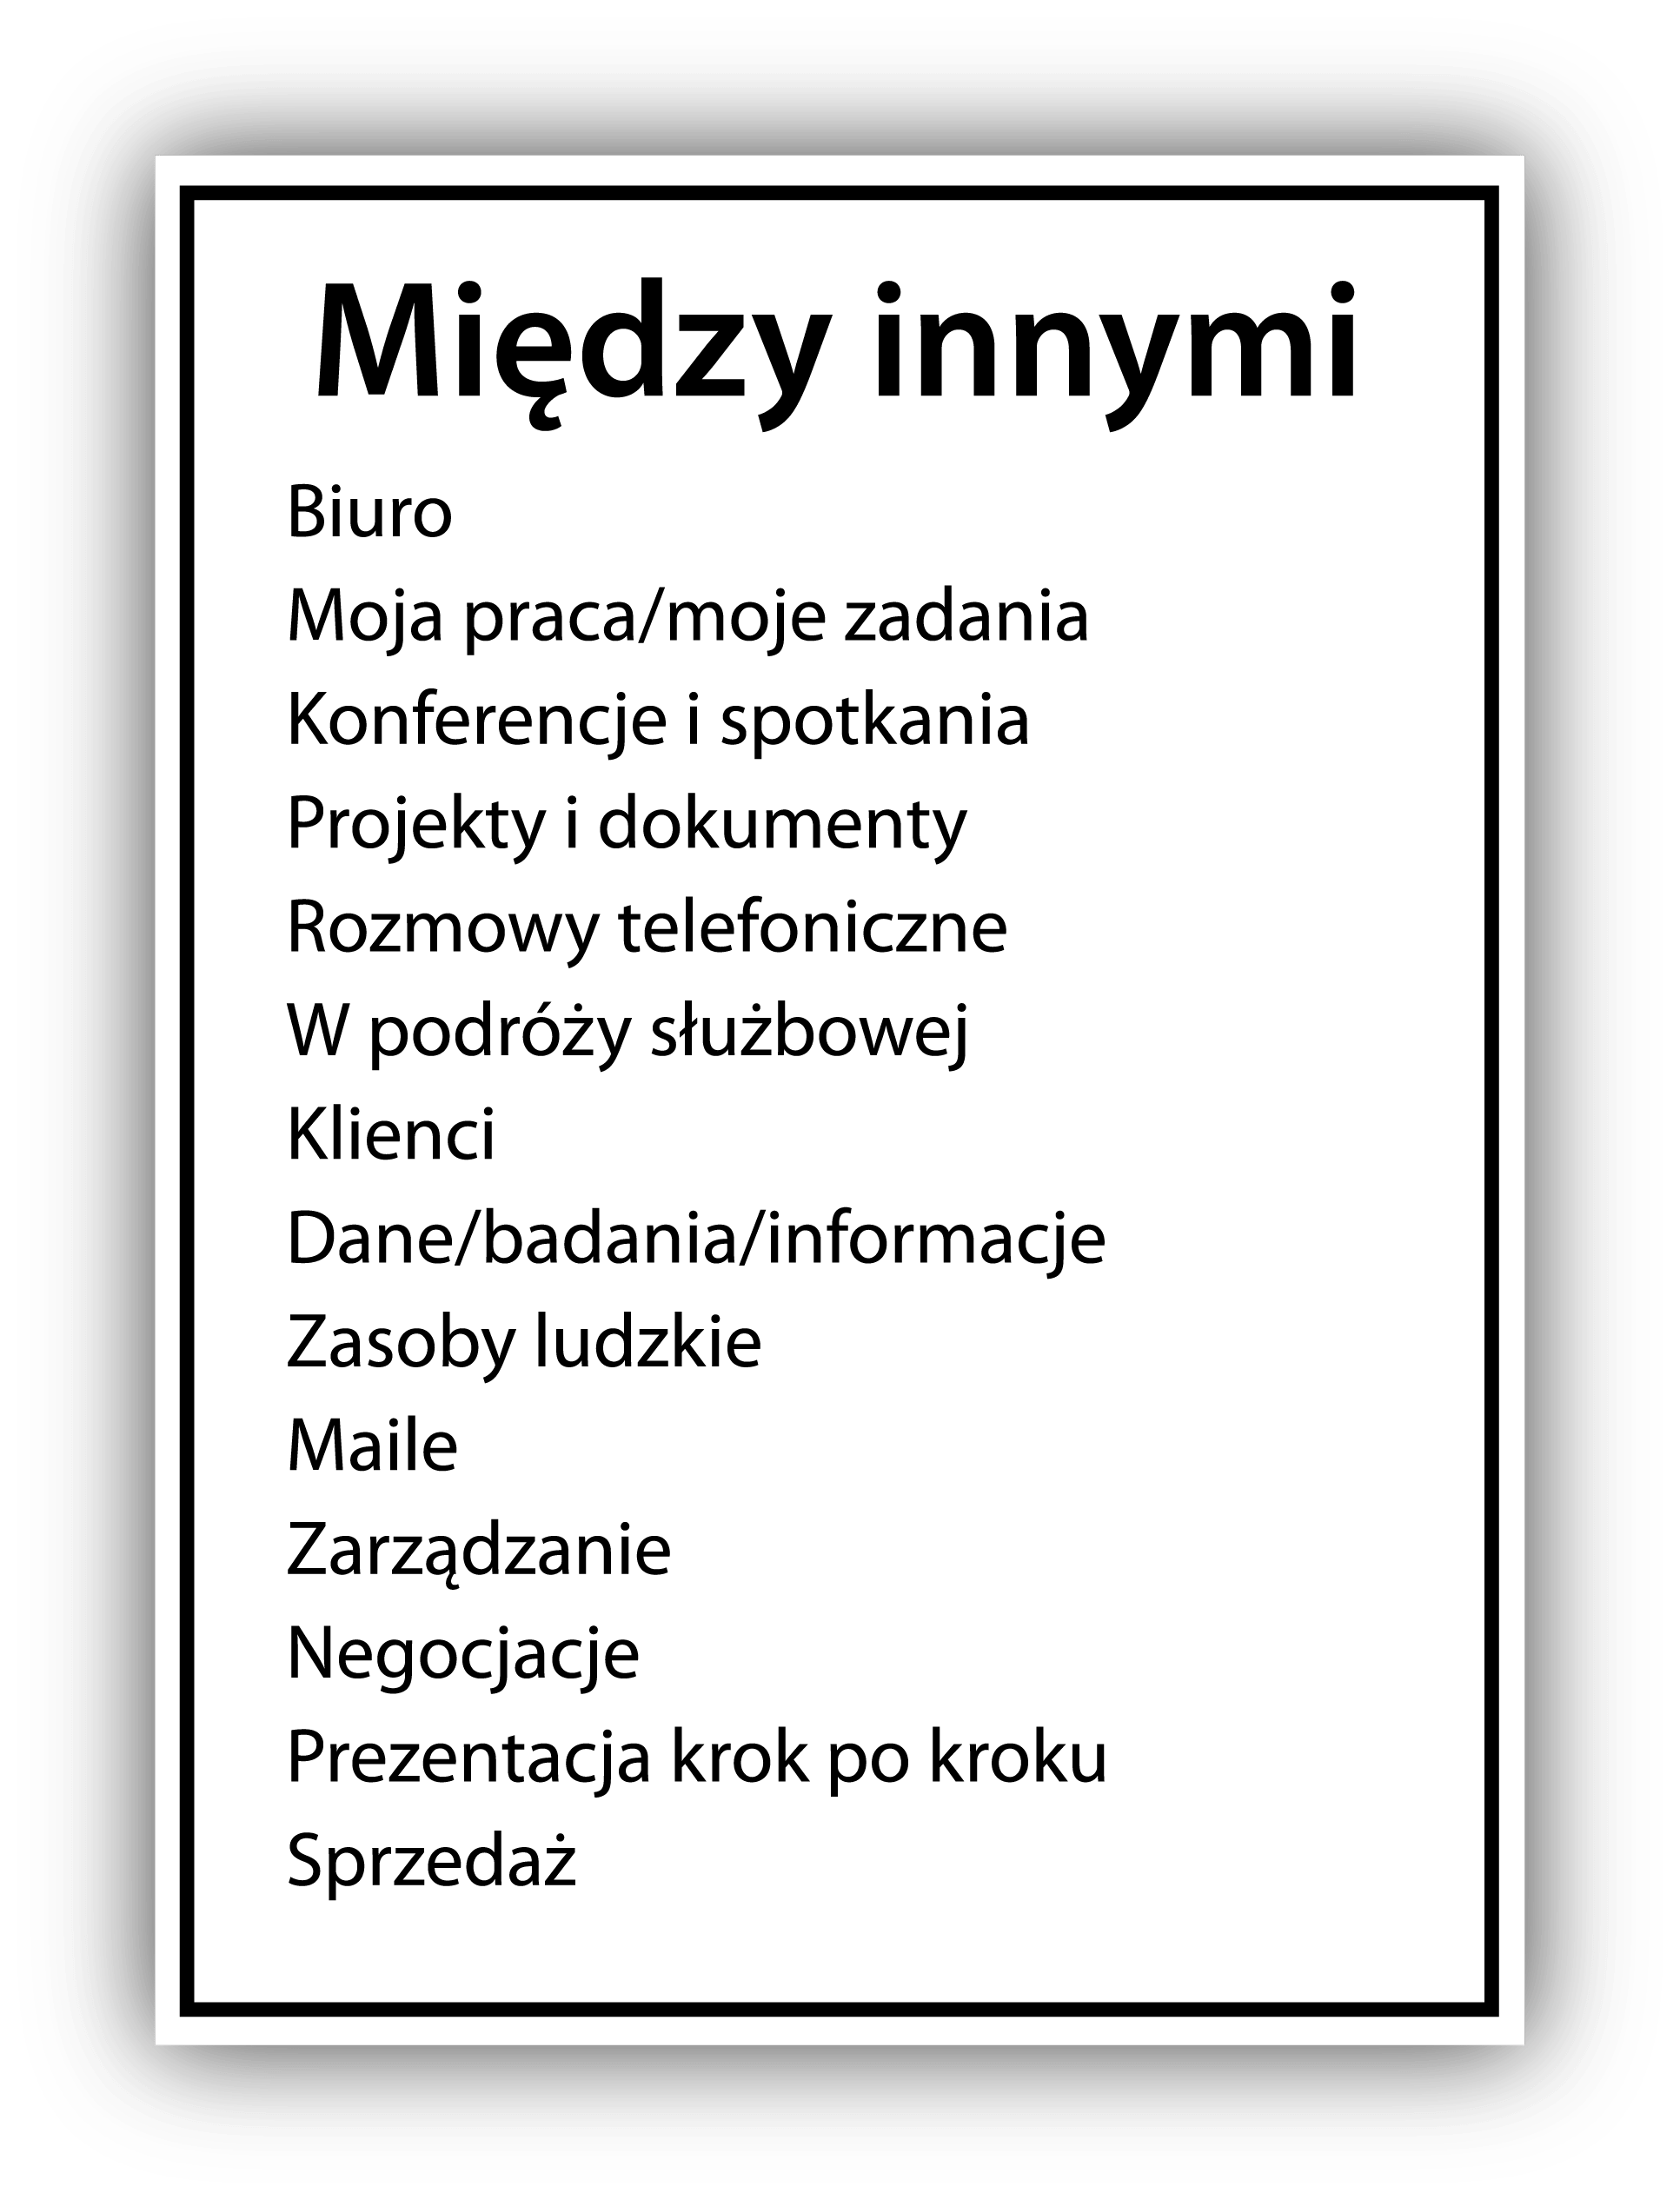 Między innymi
Biuro
Moja praca/moje zadania
Konferencje i spotkania
Projekty i dokumenty
Rozmowy telefoniczne
W podróży służbowej
Klienci
Dane/badania/informacje
Zasoby ludzkie
Maile
Zarządzanie
Negocjacje
Prezentacja krok po kroku
Sprzedaż